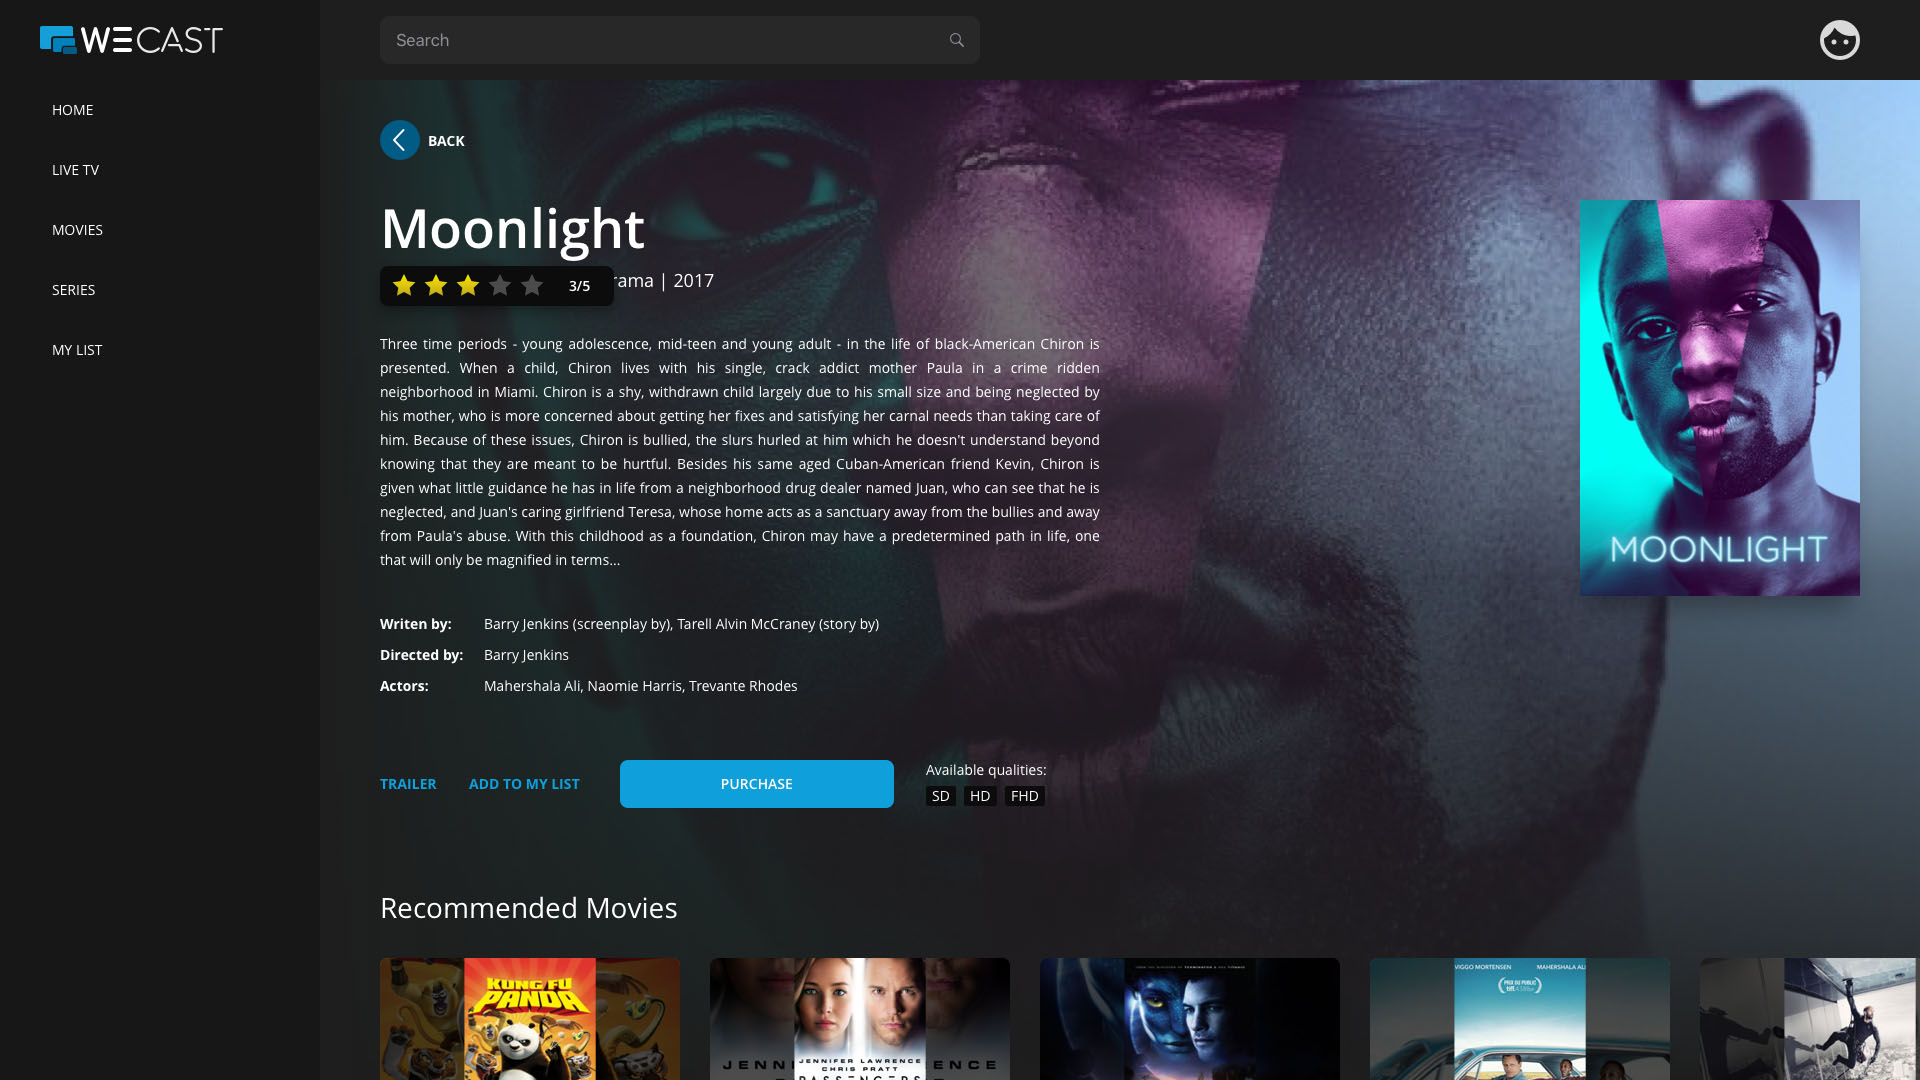 WECAST
Search
HOME
LIVE TV
MOVIES
SERIES
MY LIST
BACK
Moonlight
3/5
rama | 2017
Three time periods - young adolescence, mid-teen and young adult - in the life of black-American Chiron is
presented. When a child, Chiron lives with his single, crack addict mother Paula in a crime ridden
neighborhood in Miami. Chiron is a shy, withdrawn child largely due to his small size and being neglected by
his mother, who is more concerned about getting her fixes and satisfying her carnal needs than taking care of
him. Because of these issues, Chiron is bullied, the slurs hurled at him which he doesn't understand beyond
knowing that they are meant to be hurtful. Besides his same aged Cuban-American friend Kevin, Chiron is
given what little guidance he has in life from a neighborhood drug dealer named Juan, who can see that he is
neglected, and Juan's caring girlfriend Teresa, whose home acts as a sanctuary away from the bullies and away
from Paula's abuse. With this childhood as a foundation, Chiron may have a predetermined path in life, one
that will only be magnified in terms...
MOONLIGHT
Writen by: Barry Jenkins (screenplay by), Tarell Alvin McCraney (story by)
Directed by: Barry Jenkins
Actors: Mahershala Ali, Naomie Harris, Trevante Rhodes
TRAILER
ADD TO MY LIST
PURCHASE
Available qualities:
SD HD FHD
Recommended Movies
KUNG FU
PANDA
JENNIFER LAWRENCE
CHRIS PRATT
PASSENGERS
VIGGO MORTENSEN MAHERSHALA ALI